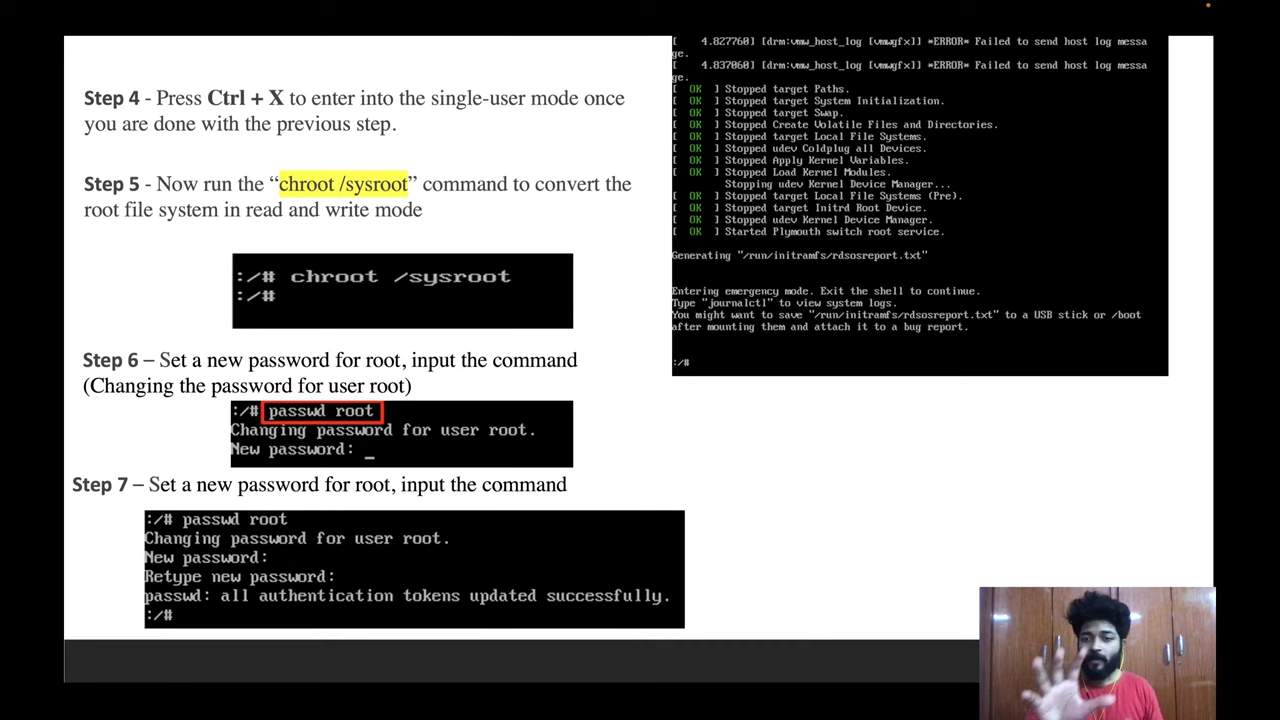 Step 4 - Press Ctrl + X to enter into the single-user mode once
you are done with the previous step.
Step 5 - Now run the “chroot /sysroot” command to convert the
root file system in read and write mode
:/# chroot /sysroot
:/#
Step 6 – Set a new password for root, input the command
(Changing the password for user root)
:/# passwd root
Changing password for user root.
New password: _
Step 7 – Set a new password for root, input the command
:/# passwd root
Changing password for user root.
New password:
Retype new password:
passwd: all authentication tokens updated successfully.
:/#
[    4.827760] [drm:vmw_host_log [vmwgfx]] *ERROR* Failed to send host log messa
ge.
[    4.837060] [drm:vmw_host_log [vmwgfx]] *ERROR* Failed to send host log messa
ge.
[  OK  ] Stopped target Paths.
[  OK  ] Stopped target System Initialization.
[  OK  ] Stopped target Swap.
[  OK  ] Stopped Create Volatile Files and Directories.
[  OK  ] Stopped target Local File Systems.
[  OK  ] Stopped udev Coldplug all Devices.
[  OK  ] Stopped Apply Kernel Variables.
[  OK  ] Stopped Load Kernel Modules.
Stopping udev Kernel Device Manager...
[  OK  ] Stopped target Local File Systems (Pre).
[  OK  ] Stopped target Initrd Root Device.
[  OK  ] Stopped udev Kernel Device Manager.
[  OK  ] Started Plymouth switch root service.
Generating "/run/initramfs/rdsosreport.txt"
Entering emergency mode. Exit the shell to continue.
Type "journalctl" to view system logs.
You might want to save "/run/initramfs/rdsosreport.txt" to a USB stick or /boot
after mounting them and attach it to a bug report.
:/#